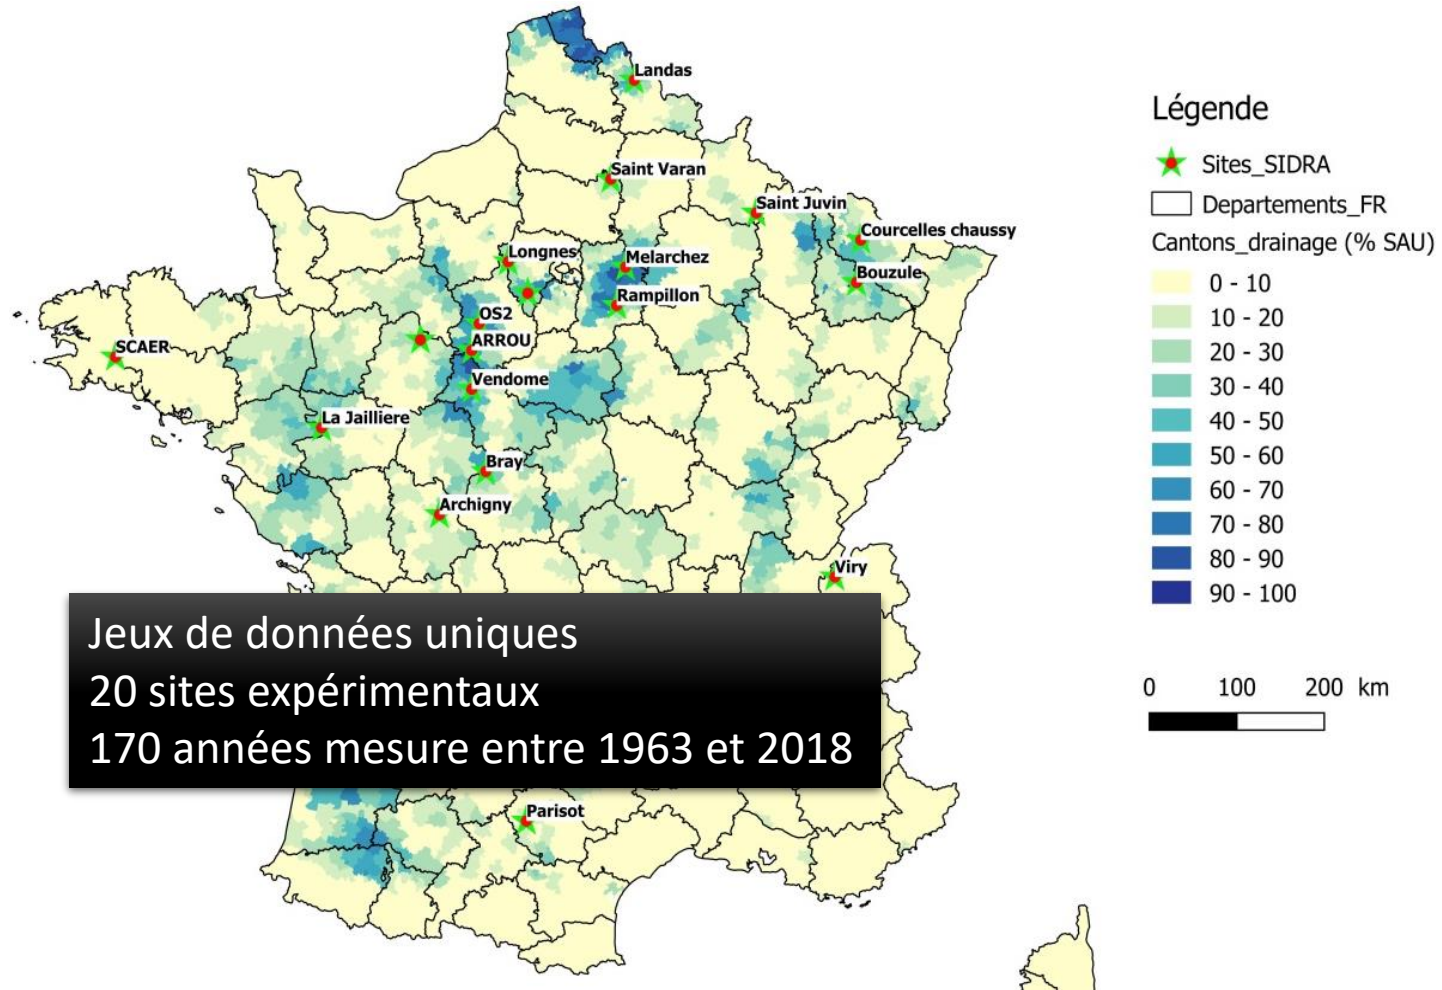 Landas
Saint Varan
Saint Juvin
Courcelles chaussy
Longnes
Melarchez
Bouzule
Rampillon
OS2
ARROU
SCAER
Vendome
La Jailliere
Bray
Archigny
Viry
Parisot
Jeux de données uniques
20 sites expérimentaux
170 années mesure entre 1963 et 2018
Légende
Sites_SIDRA
Departements_FR
Cantons_drainage (% SAU)
0 - 10
10 - 20
20 - 30
30 - 40
40 - 50
50 - 60
60 - 70
70 - 80
80 - 90
90 - 100
0 100 200 km